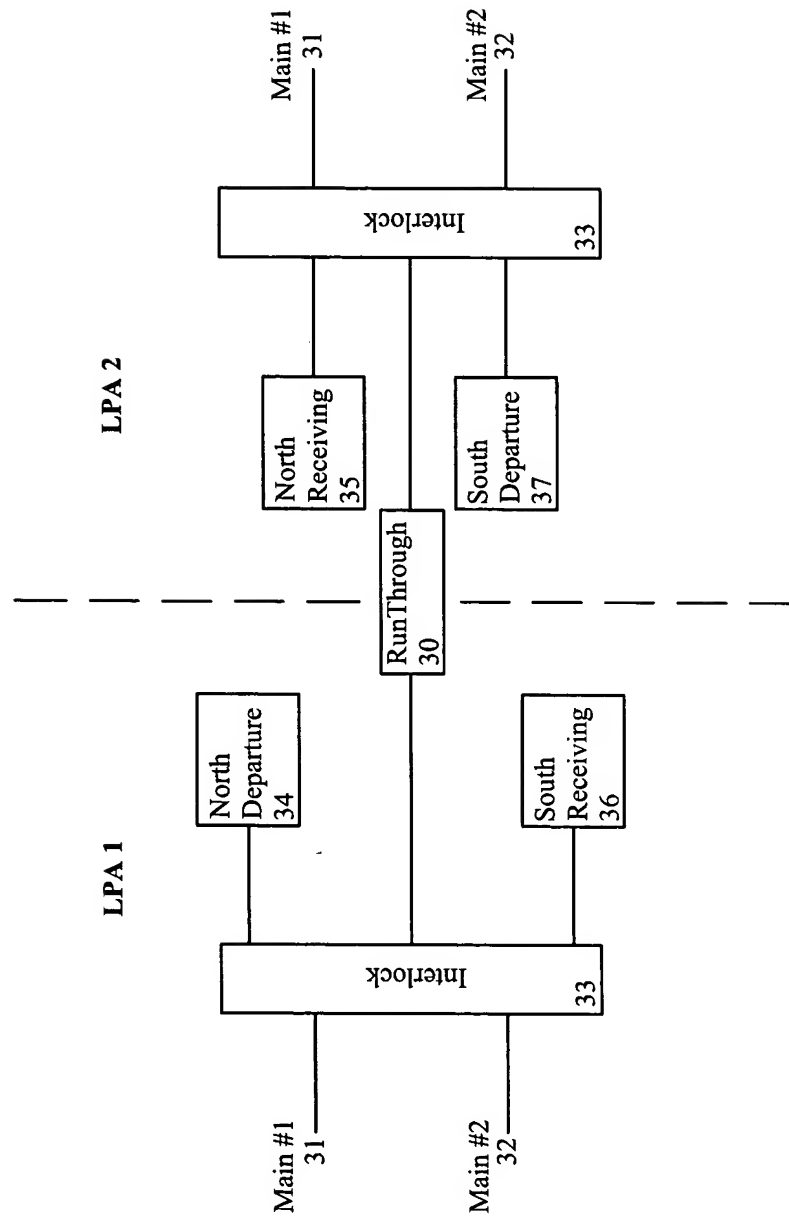 LPA 1
LPA 2
Main #1
31
Main #2
32
Interlock
33
North
Departure
34
South
Receiving
36
RunThrough
30
North
Receiving
35
South
Departure
37
Interlock
33
Main #1
31
Main #2
32